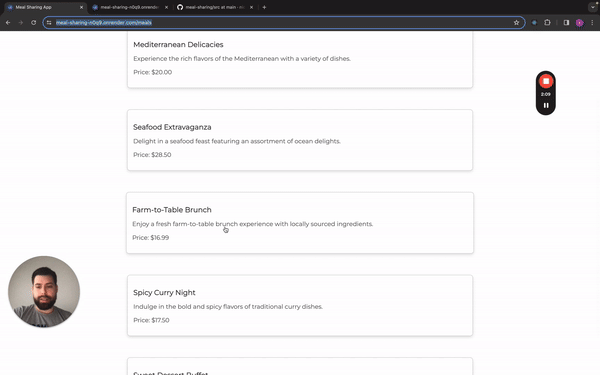 Meal Sharing App
meal-sharing-n0q9.onrender
meal-sharing/src at main · m
meal-sharing-n0q9.onrender.com/meals
Mediterranean Delicacies
Experience the rich flavors of the Mediterranean with a variety of dishes.
Price: $20.00
2:09
Seafood Extravaganza
Delight in a seafood feast featuring an assortment of ocean delights.
Price: $28.50
Farm-to-Table Brunch
Enjoy a fresh farm-to-table brunch experience with locally sourced ingredients.
Price: $16.99
Spicy Curry Night
Indulge in the bold and spicy flavors of traditional curry dishes.
Price: $17.50
Sweet Dessert Buffet